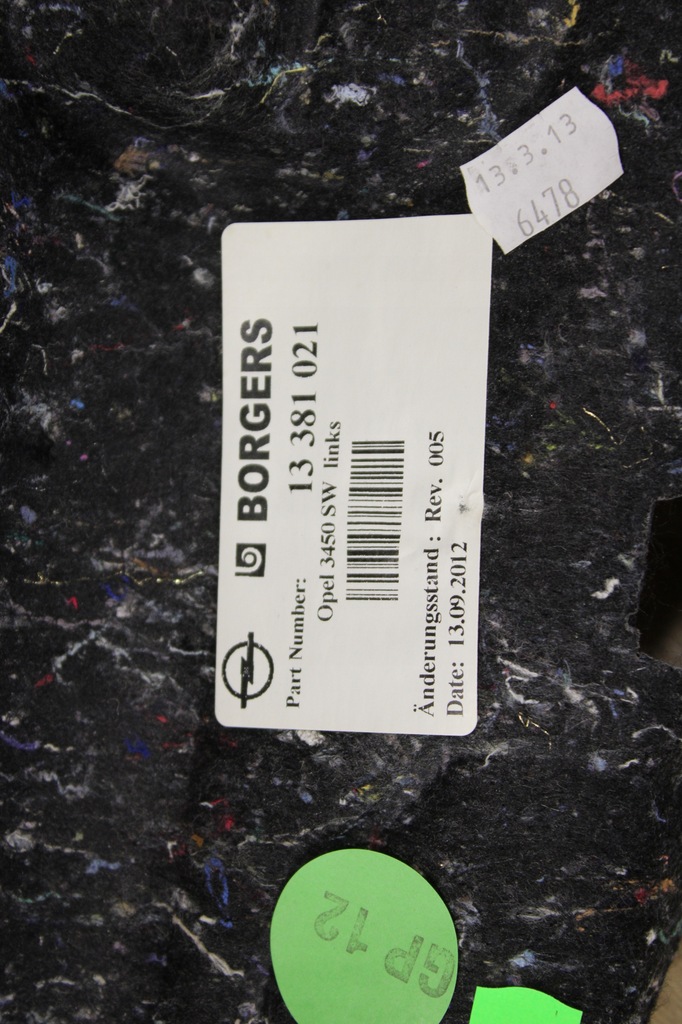 BORGERS
Part Number: 13 381 021
Opel 3450 SW links
Änderungsstand : Rev. 005
Date: 13.09.2012
13.3.13
6478
GP 12